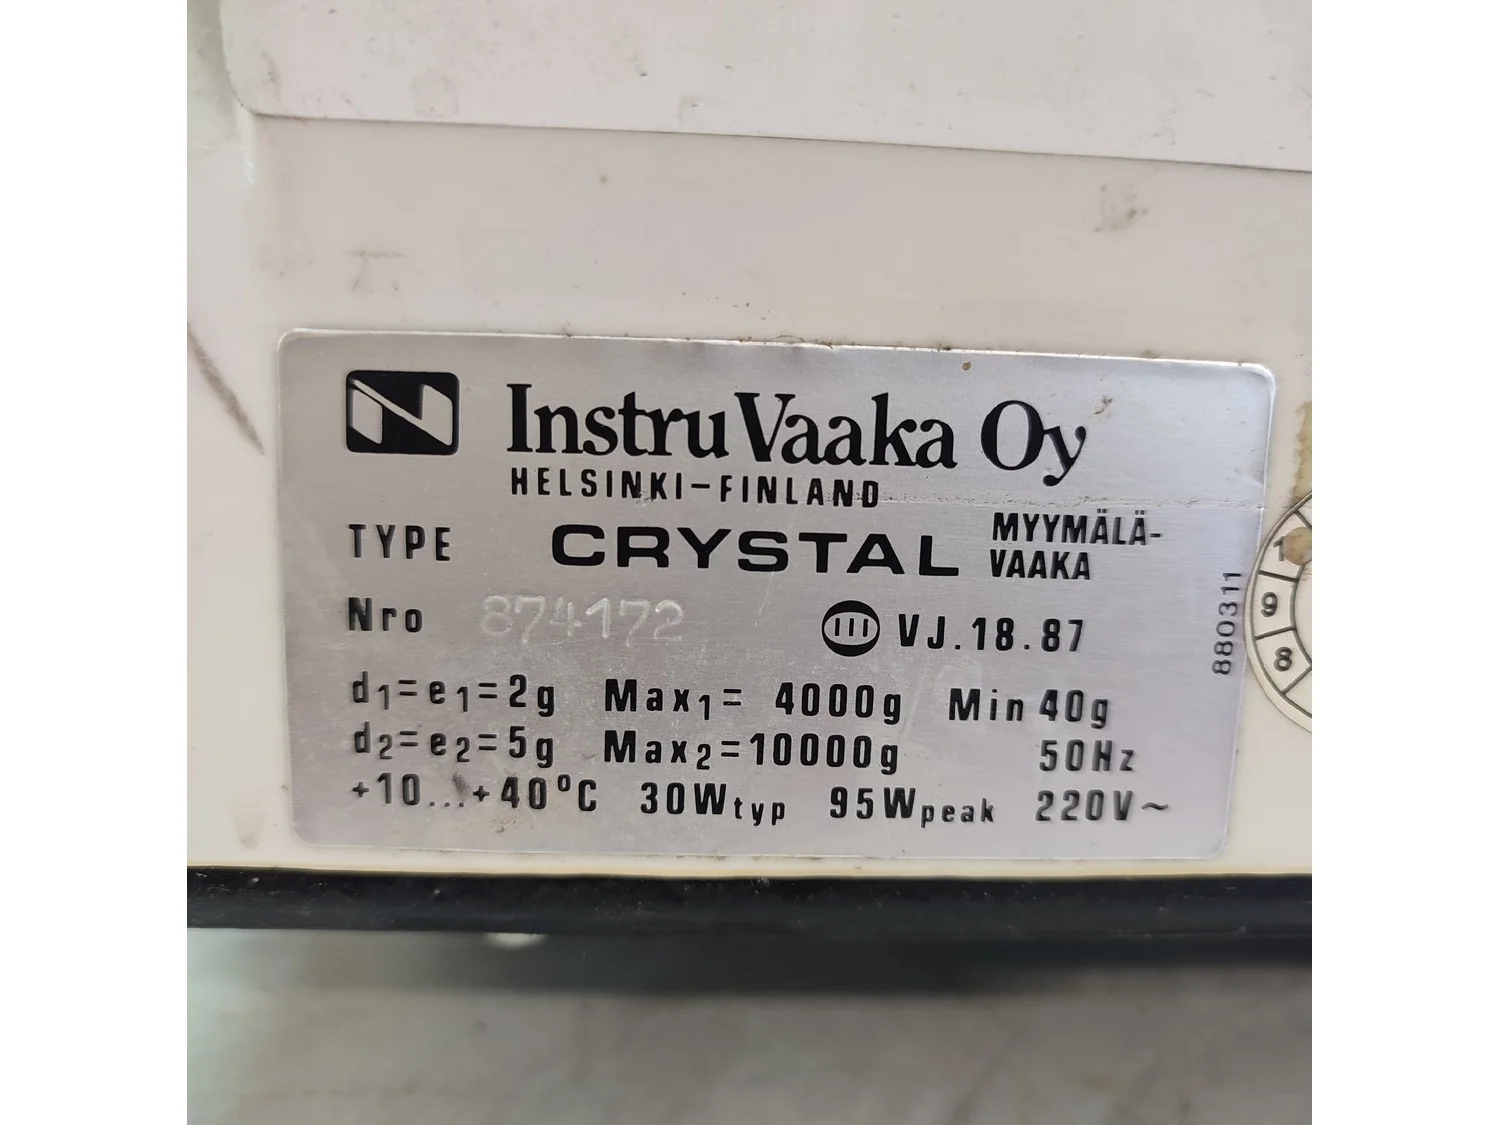 InstruVaaka Oy
HELSINKI-FINLAND
TYPE CRYSTAL MYYMÄLÄ-
VAAKA
Nro 874172 VJ.18.87
d1=e1=2g Max1= 4000g Min 40g
d2=e2=5g Max2=10000g 50Hz
+10...+40°C 30Wtyp 95Wpeak 220V~
880311
9
8